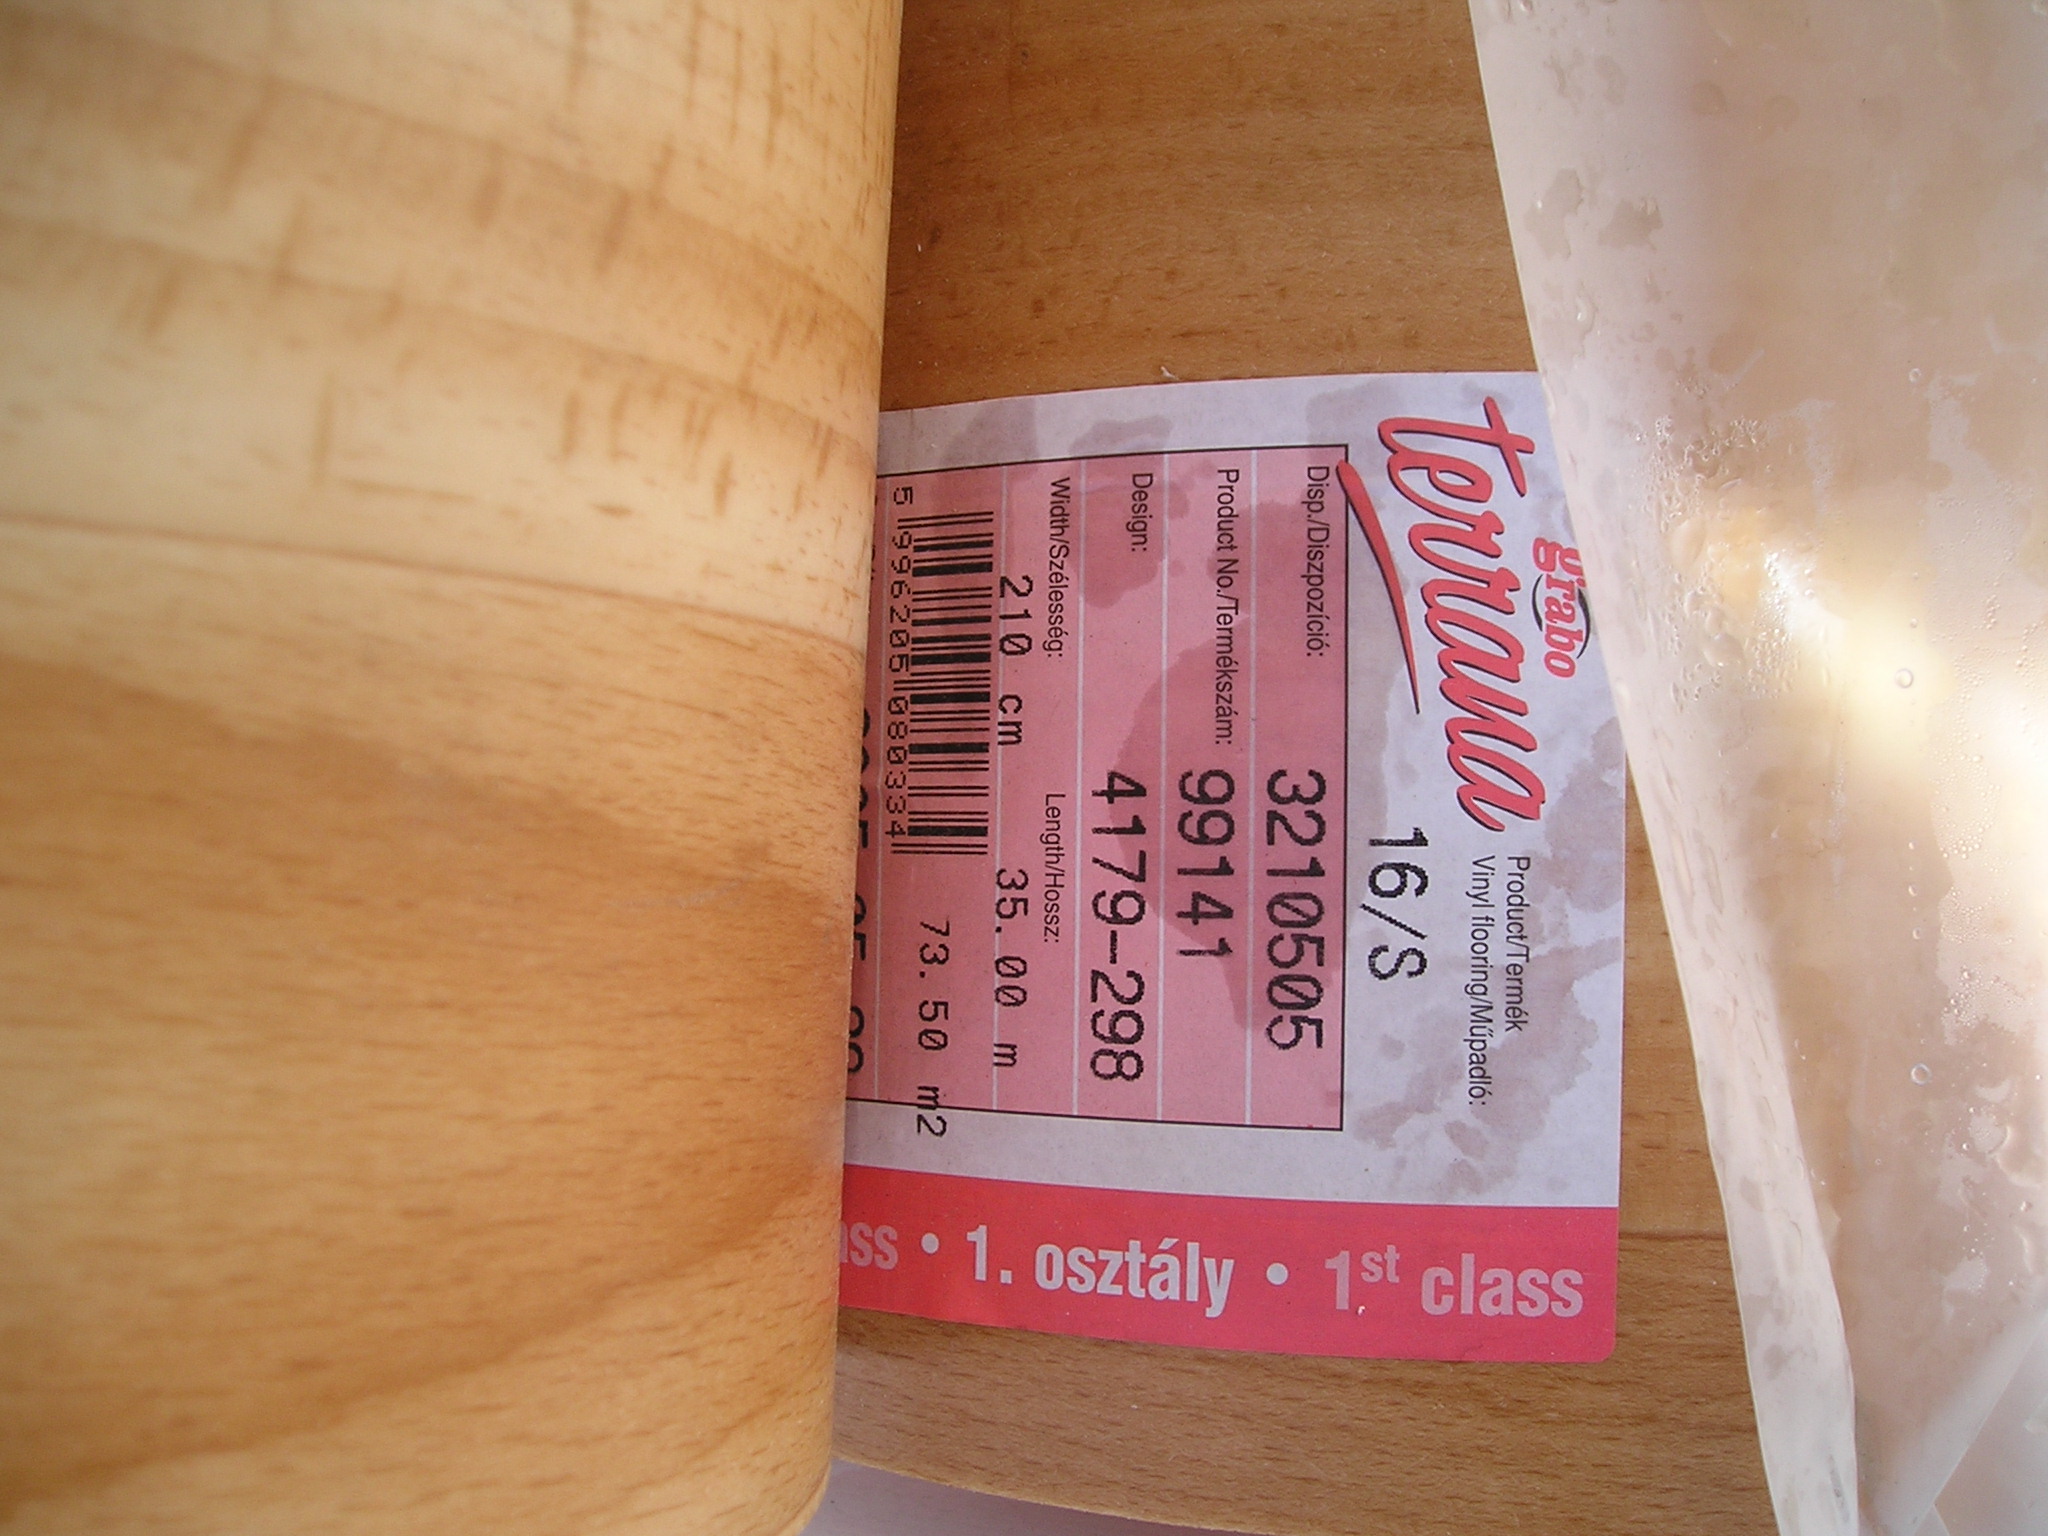 grabo
terrana
Product/Termék
Vinyl flooring/Műpadló:
16/S
Disp./Diszpozíció: 3210505
Product No./Termékszám: 99141
Design: 4179-298
Width/Szélesség: Length/Hossz:
210 cm 35.00 m
73.50 m2
5 996205 080334
1. osztály • 1st class